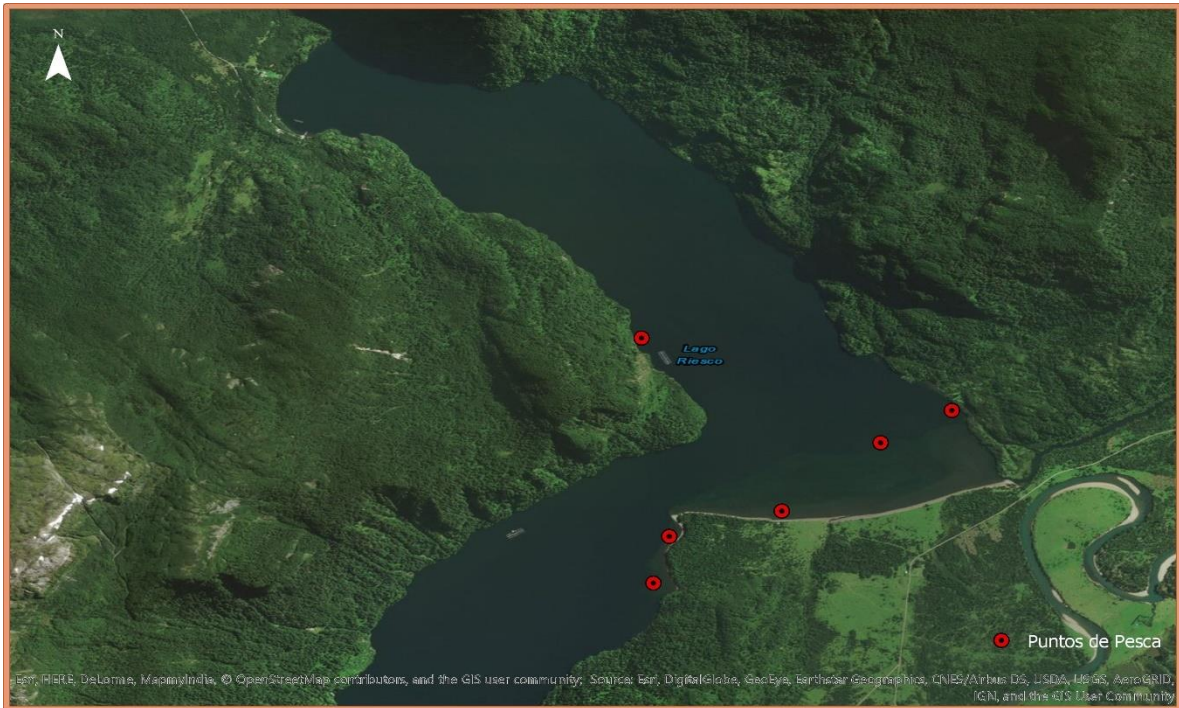 N
Lago
Riesco
Puntos de Pesca
Esri, HERE, DeLorme, MapmyIndia, © OpenStreetMap contributors, and the GIS user community; Source: Esri, DigitalGlobe, GeoEye, Earthstar Geographics, CNES/Airbus DS, USDA, USGS, AeroGRID,
IGN, and the GIS User Community